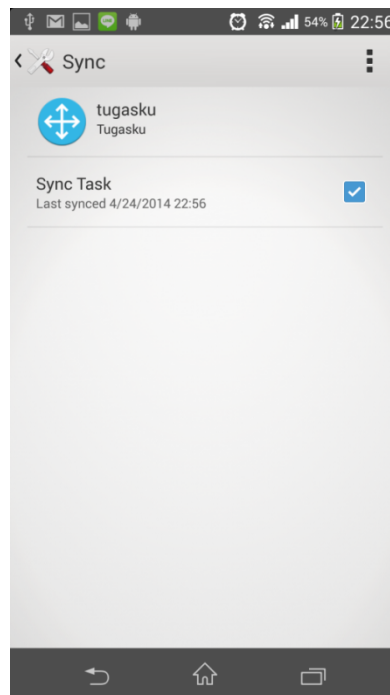 54% 22:56
Sync
tugasku
Tugasku
Sync Task
Last synced 4/24/2014 22:56